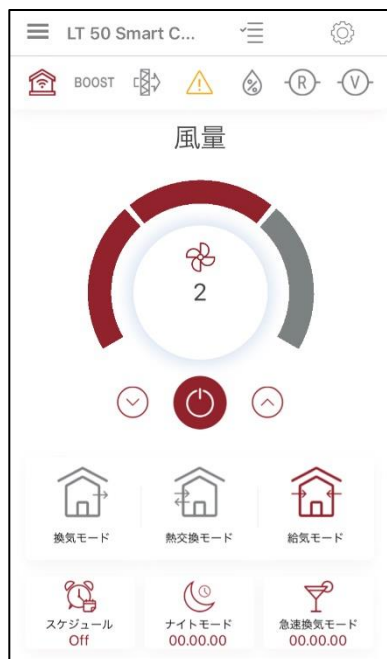 LT 50 Smart C...
BOOST % R V
風量
2
換気モード 熱交換モード 給気モード
スケジュール ナイトモード 急速換気モード
Off 00.00.00 00.00.00